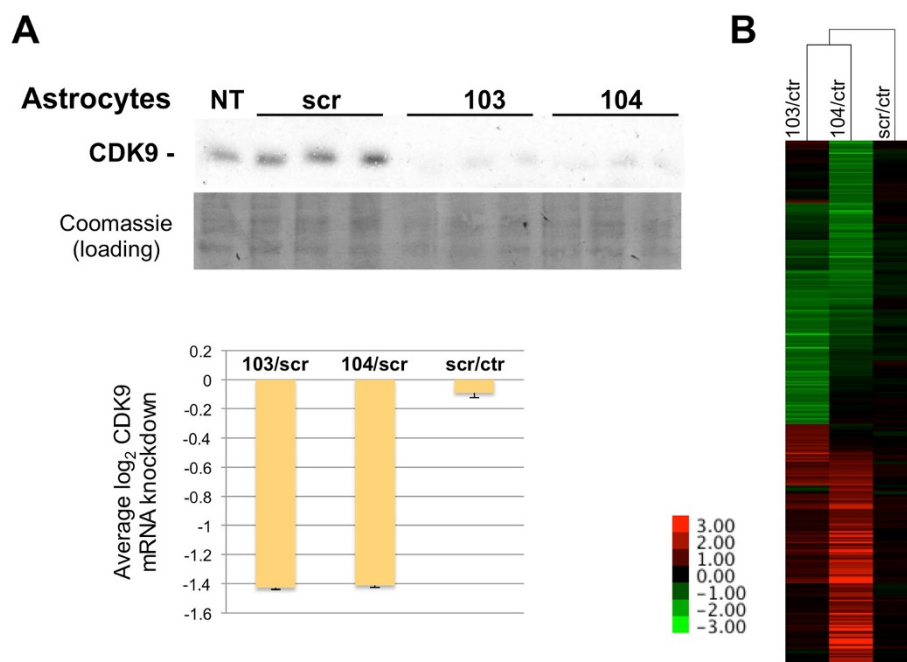 A
Astrocytes NT scr 103 104
CDK9 -
Coomassie
(loading)
Average log₂ CDK9
mRNA knockdown
0.2
0
-0.2
-0.4
-0.6
-0.8
-1
-1.2
-1.4
-1.6
103/scr 104/scr scr/ctr
B
103/ctr
104/ctr
scr/ctr
3.00
2.00
1.00
0.00
-1.00
-2.00
-3.00